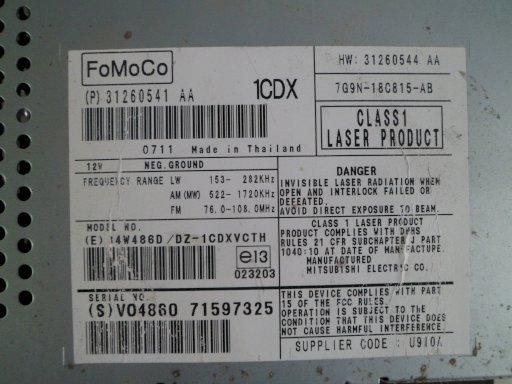 FoMoCo
1CDX
(P) 31260541 AA
0711 Made in Thailand
HW: 31260544 AA
7G9N-18C815-AB
CLASS1
LASER PRODUCT
12V NEG.GROUND
FREQUENCY RANGE LW 153- 282KHz
AM(MW) 522-1720KHz
FM 76.0-108.0MHz
MODEL NO.
(E) 14W486D/DZ-1CDXVCTH
e13
023203
SERIAL NO.
(S)V04860 71597325
DANGER
INVISIBLE LASER RADIATION WHEN
OPEN AND INTERLOCK FAILED OR
DEFEATED.
AVOID DIRECT EXPOSURE TO BEAM.
CLASS 1 LASER PRODUCT
PRODUCT COMPLIES WITH DHHS
RULES 21 CFR SUBCHAPTER J PART
1040:10 AT DATE OF MANUFACTURE.
MANUFACTURED
MITSUBISHI ELECTRIC CO.
THIS DEVICE COMPLIES WITH PART
15 OF THE FCC RULES.
OPERATION IS SUBJECT TO THE
CONDITION THAT THIS DEVICE DOES
NOT CAUSE HARMFUL INTERFERENCE.
SUPPLIER CODE : U9J0A